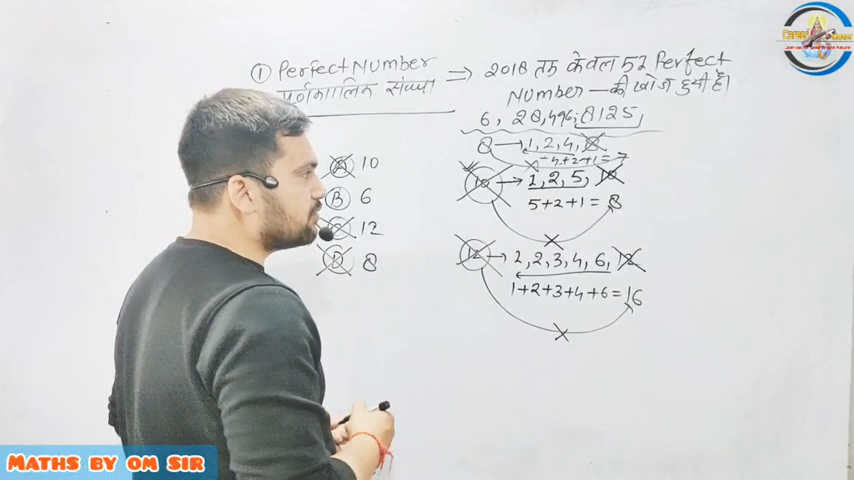 ① Perfect Number ⇒ 2018 तक केवल 51 Perfect
पूर्णकालिक संख्या Number — की खोज हुयी है।
6, 28, 496, 8125,
8 → 1, 2, 4, 8
4+2+1=7
Ⓐ 10
10 → 1, 2, 5, 10
Ⓑ 6
5+2+1=8
Ⓒ 12
12 → 1, 2, 3, 4, 6, 12
Ⓓ 8
1+2+3+4+6=16
MATHS BY OM SIR